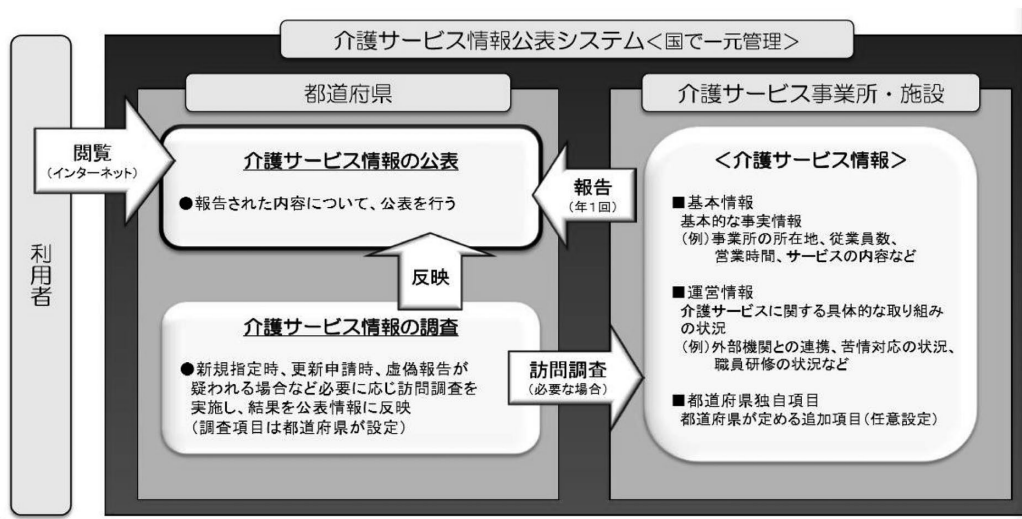 介護サービス情報公表システム＜国で一元管理＞
利用者
閲覧
（インターネット）
都道府県
介護サービス情報の公表
●報告された内容について、公表を行う
反映
介護サービス情報の調査
●新規指定時、更新申請時、虚偽報告が
疑われる場合など必要に応じ訪問調査を
実施し、結果を公表情報に反映
（調査項目は都道府県が設定）
報告
（年１回）
訪問調査
（必要な場合）
介護サービス事業所・施設
＜介護サービス情報＞
■基本情報
基本的な事実情報
（例）事業所の所在地、従業員数、
営業時間、サービスの内容など
■運営情報
介護サービスに関する具体的な取り組み
の状況
（例）外部機関との連携、苦情対応の状況、
職員研修の状況など
■都道府県独自項目
都道府県が定める追加項目（任意設定）